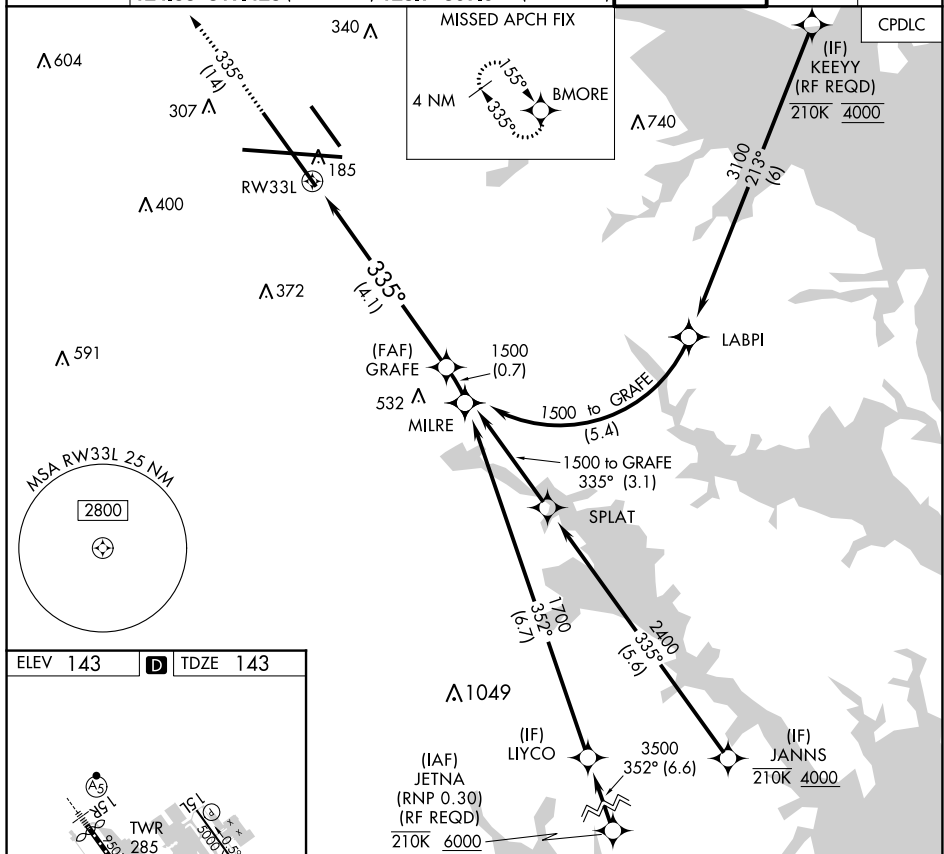 MISSED APCH FIX
155°
4 NM
335°
BMORE
CPDLC
(IF)
KEEYY
(RF REQD)
210K 4000
3100
213°
(6)
LABPI
340
604
335°
(14)
307
185
740
RW33L
400
335°
(4.1)
372
591
(FAF)
GRAFE
1500
(0.7)
532
MILRE
1500 to GRAFE
(5.4)
1500 to GRAFE
335° (3.1)
SPLAT
MSA RW33L 25 NM
2800
1700
352°
(6.7)
2400
335°
(5.6)
1049
(IF)
LIYCO
(IF)
JANNS
210K 4000
3500
352° (6.6)
(IAF)
JETNA
(RNP 0.30)
(RF REQD)
210K 6000
ELEV 143
D
TDZE 143
A5
15R
15L
P
TWR
285
5000